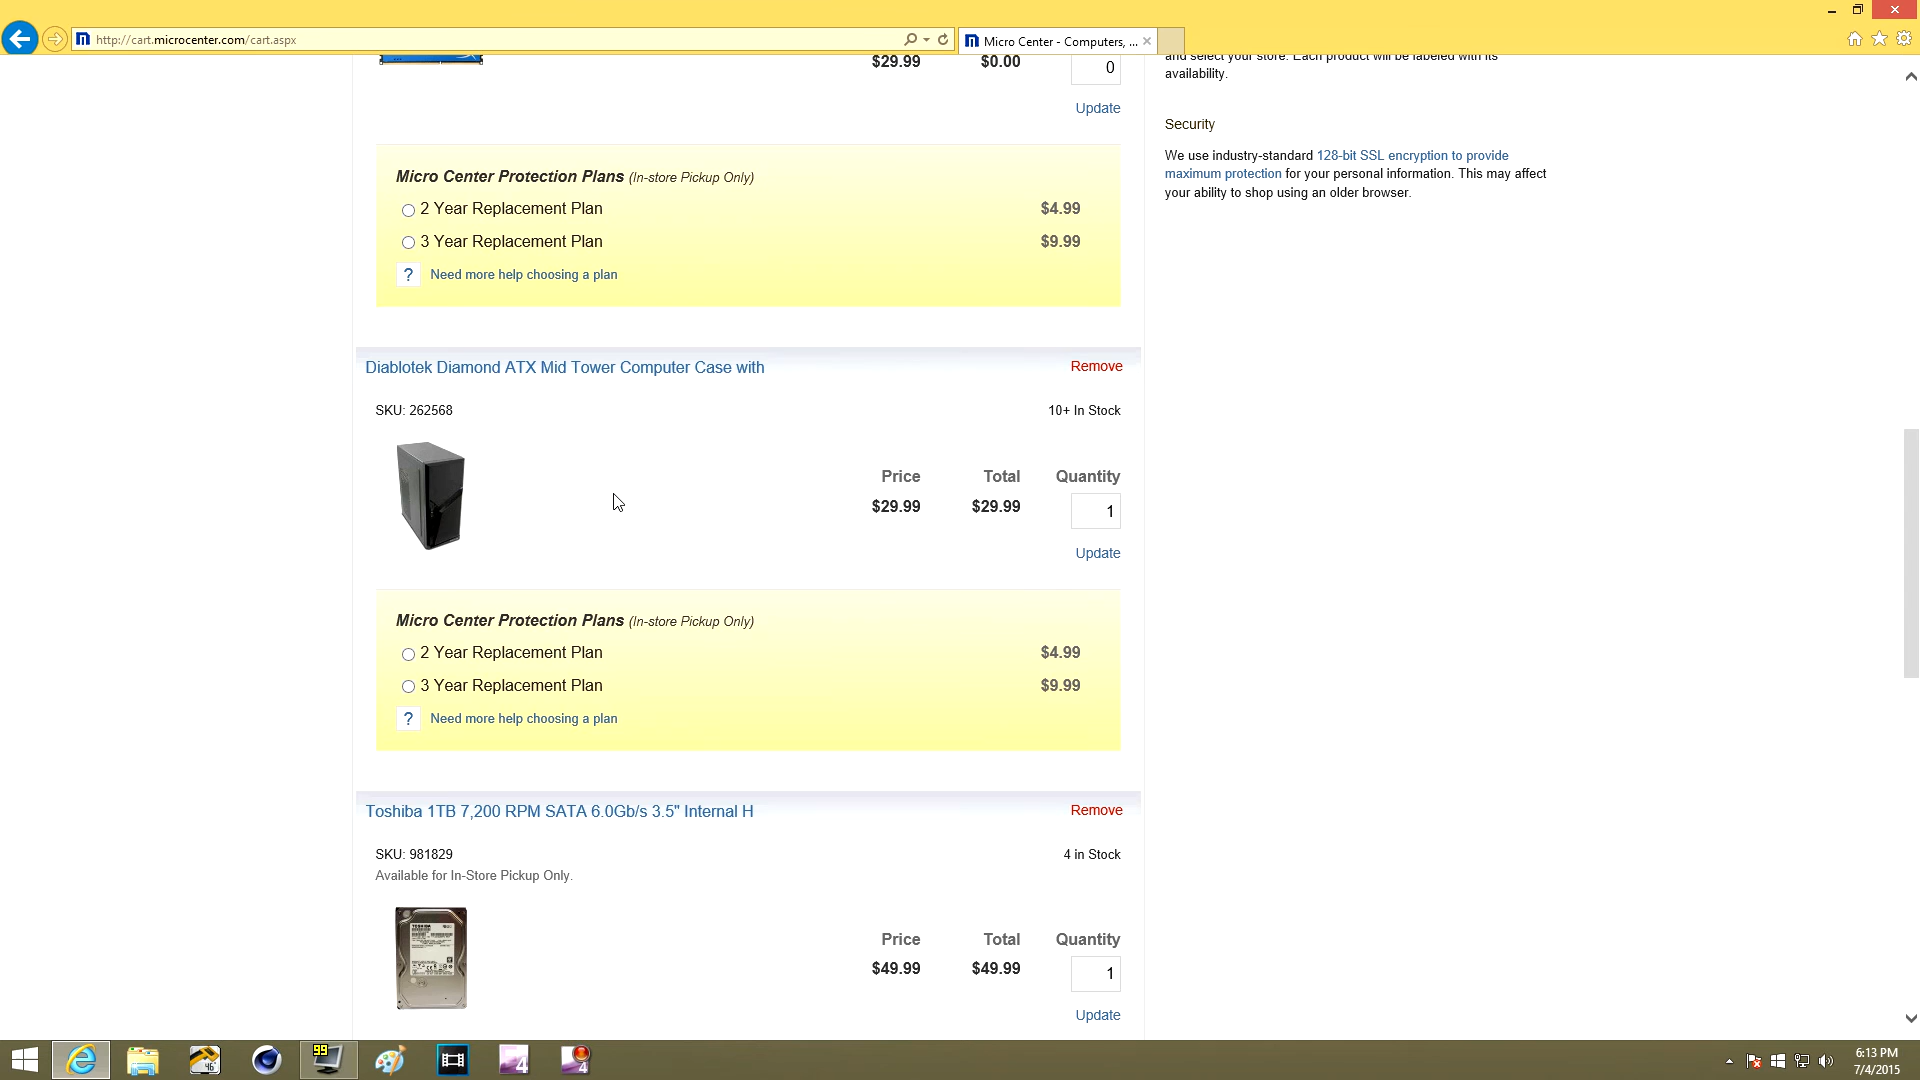 http://cart.microcenter.com/cart.aspx
Micro Center - Computers, ...
$29.99 $0.00 0
Update
and select your store. Each product will be labeled with its
availability.
Security
We use industry-standard 128-bit SSL encryption to provide
maximum protection for your personal information. This may affect
your ability to shop using an older browser.
Micro Center Protection Plans (In-store Pickup Only)
2 Year Replacement Plan $4.99
3 Year Replacement Plan $9.99
? Need more help choosing a plan
Diablotek Diamond ATX Mid Tower Computer Case with Remove
SKU: 262568 10+ In Stock
Price Total Quantity
$29.99 $29.99 1
Update
Micro Center Protection Plans (In-store Pickup Only)
2 Year Replacement Plan $4.99
3 Year Replacement Plan $9.99
? Need more help choosing a plan
Toshiba 1TB 7,200 RPM SATA 6.0Gb/s 3.5" Internal H Remove
SKU: 981829 4 in Stock
Available for In-Store Pickup Only.
TOSHIBA
Price Total Quantity
$49.99 $49.99 1
Update
46°
99
4
4
6:13 PM
7/4/2015